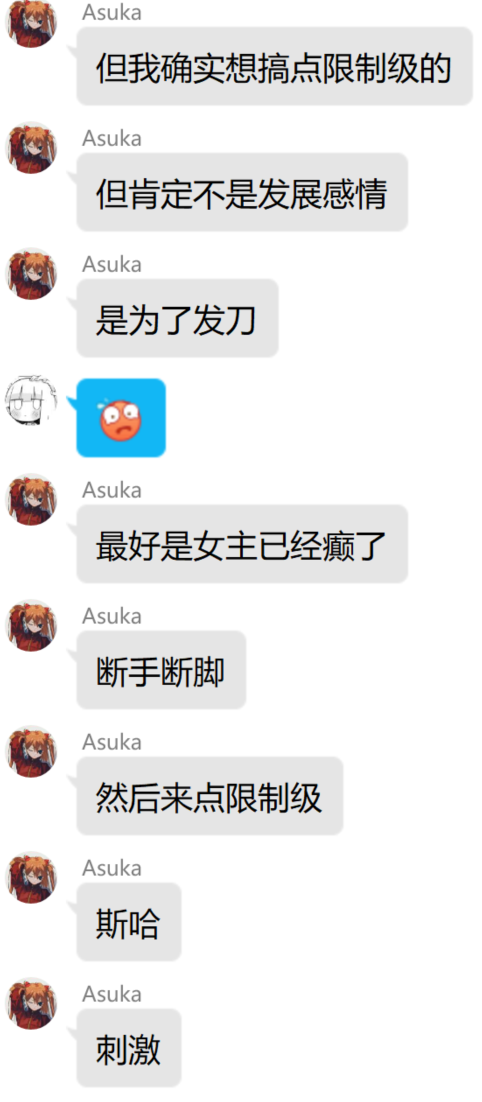 Asuka
但我确实想搞点限制级的
Asuka
但肯定不是发展感情
Asuka
是为了发刀
Asuka
最好是女主已经癫了
Asuka
断手断脚
Asuka
然后来点限制级
Asuka
斯哈
Asuka
刺激